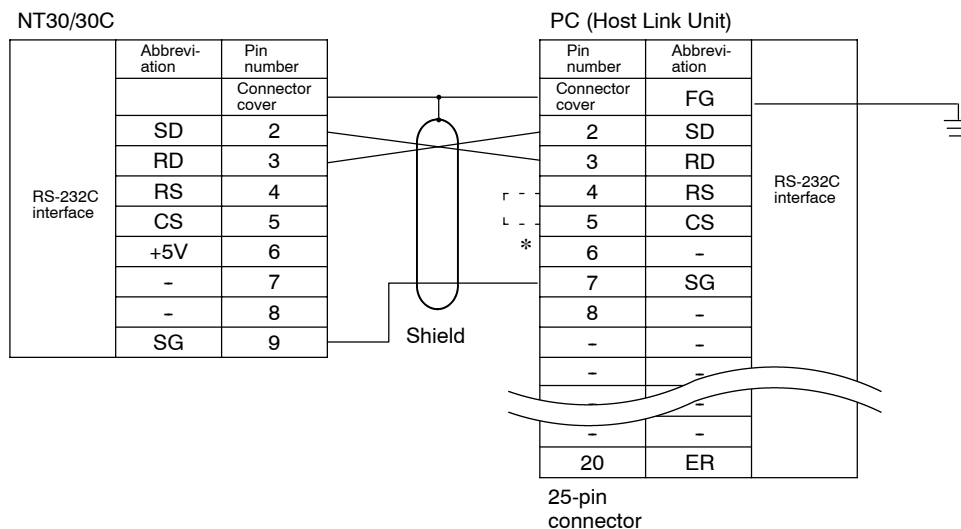 NT30/30C
PC (Host Link Unit)
Abbrevi-
ation
Pin
number
Connector
cover
SD 2
RD 3
RS 4
CS 5
+5V 6
- 7
- 8
SG 9
RS-232C
interface
Shield
*
Pin
number
Abbrevi-
ation
Connector
cover
FG
2 SD
3 RD
4 RS
5 CS
6 -
7 SG
8 -
- -
- -
- -
- -
20 ER
RS-232C
interface
25-pin
connector